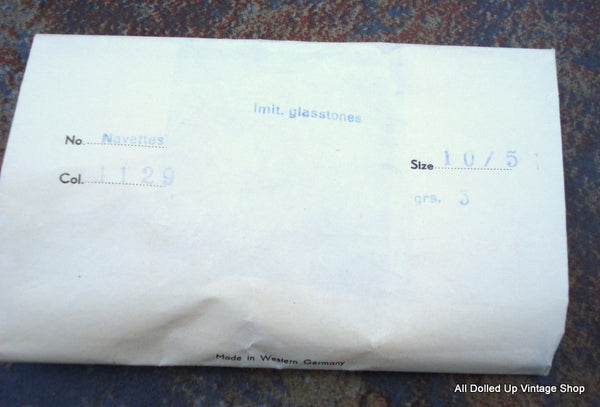 imit. glasstones
No. Navettes
Size 10/5
Col. 1129
grs. 3
Made in Western Germany
All Dolled Up Vintage Shop